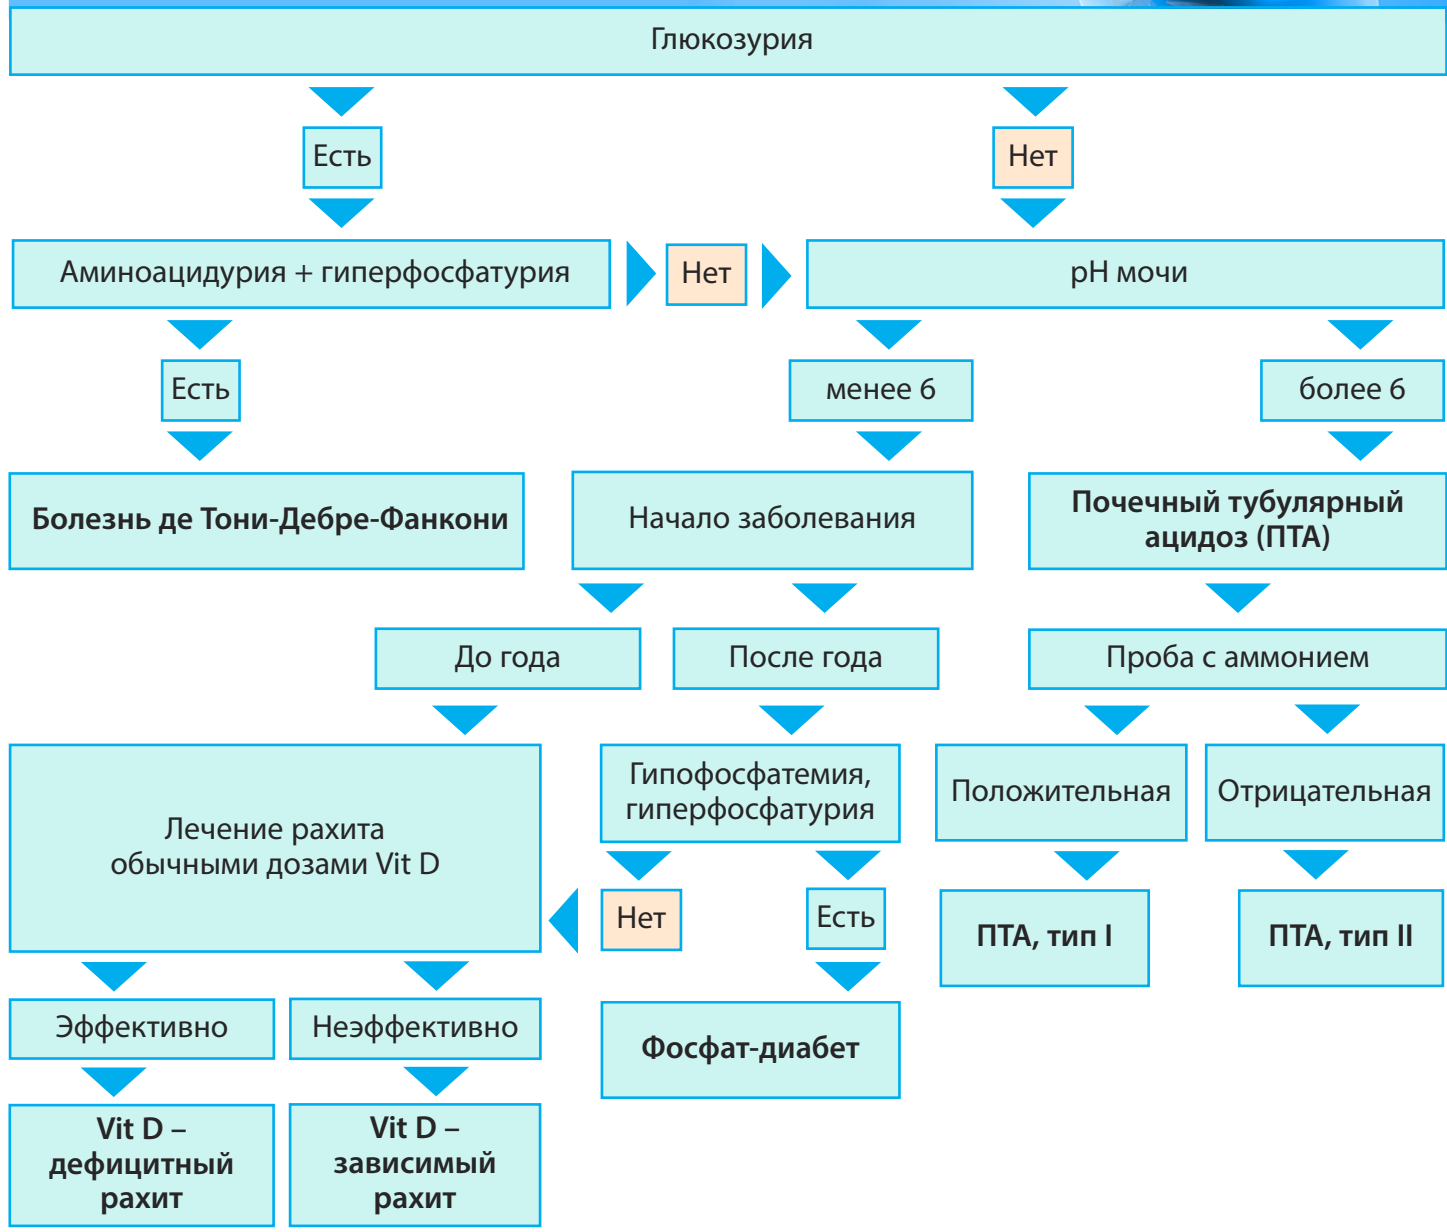 Глюкозурия
Есть
Нет
Аминоацидурия + гиперфосфатурия
Нет
pH мочи
Есть
менее 6
более 6
Болезнь де Тони-Дебре-Фанкони
Начало заболевания
Почечный тубулярный
ацидоз (ПТА)
До года
После года
Проба с аммонием
Лечение рахита
обычными дозами Vit D
Гипофосфатемия,
гиперфосфатурия
Положительная
Отрицательная
Нет
Есть
ПТА, тип I
ПТА, тип II
Эффективно
Неэффективно
Фосфат-диабет
Vit D –
дефицитный
рахит
Vit D –
зависимый
рахит